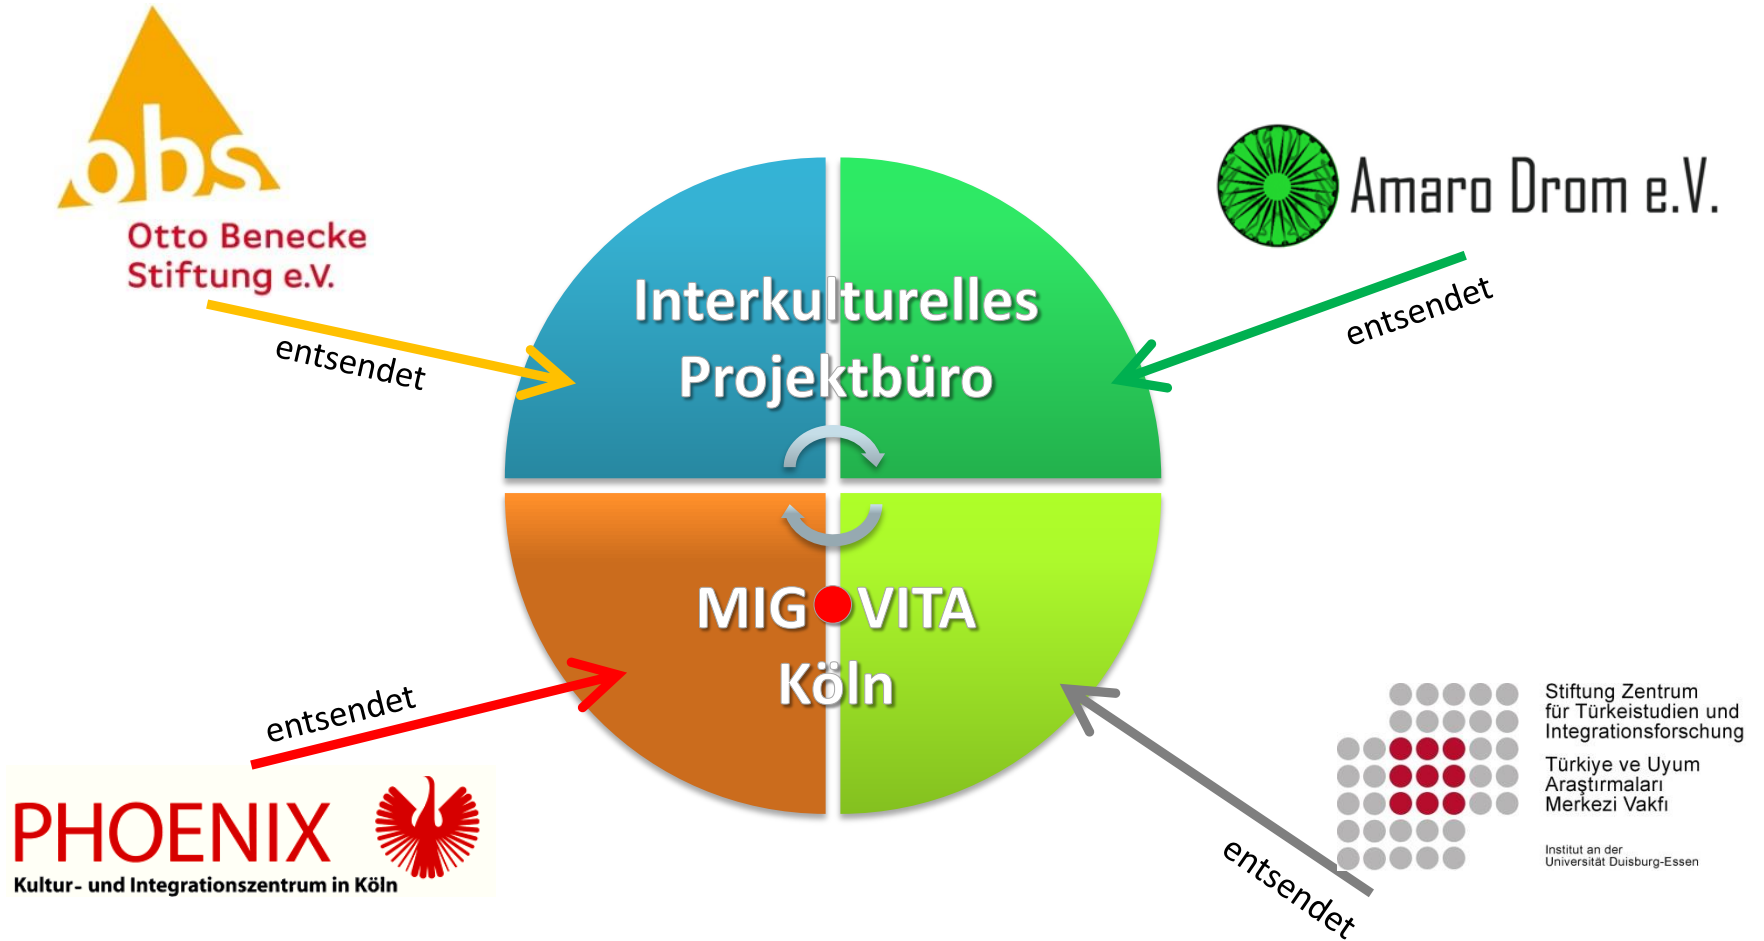 obs
Otto Benecke
Stiftung e.V.
entsendet
Amaro Drom e.V.
entsendet
Interkulturelles
Projektbüro
MIG VITA
Köln
entsendet
PHOENIX
Kultur- und Integrationszentrum in Köln
entsendet
Stiftung Zentrum
für Türkeistudien und
Integrationsforschung
Türkiye ve Uyum
Araştırmaları
Merkezi Vakfı
Institut an der
Universität Duisburg-Essen